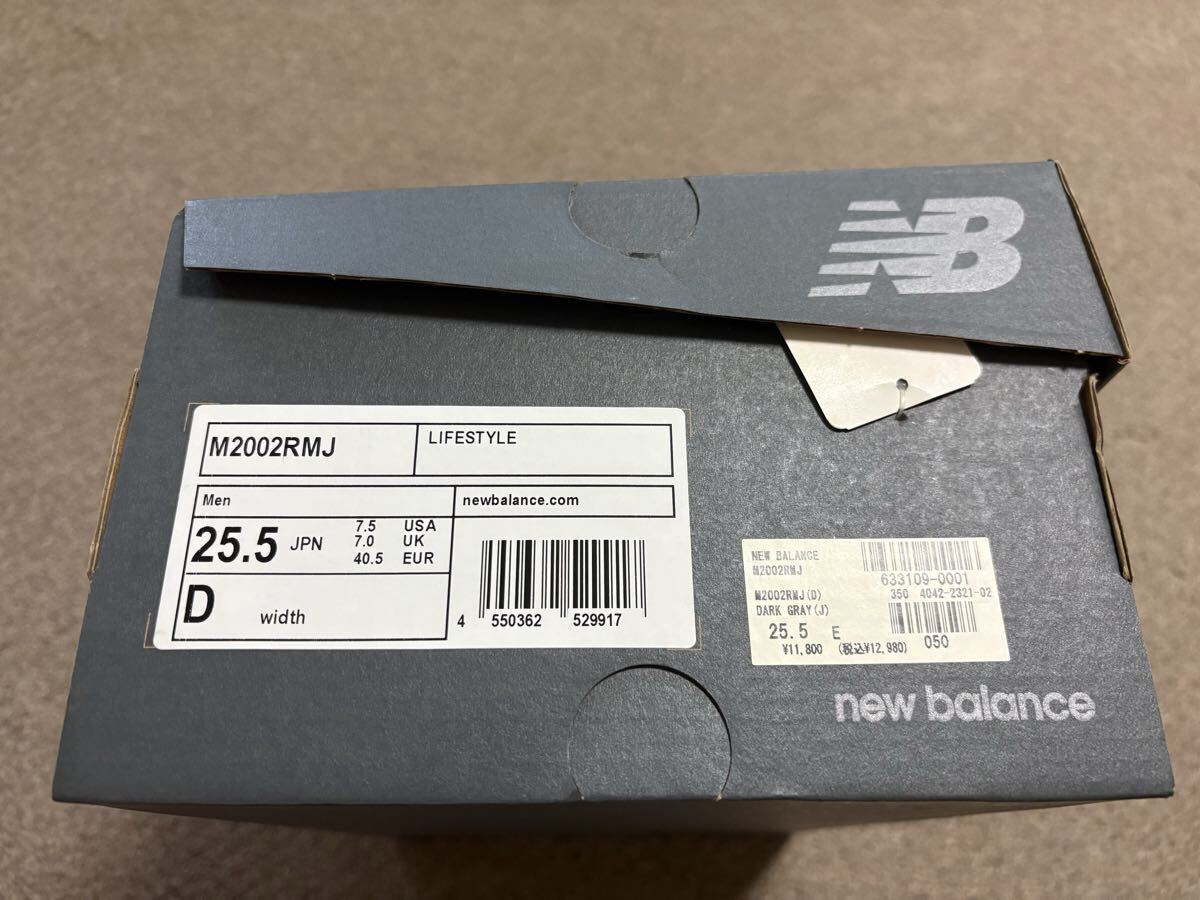 NB
M2002RMJ
LIFESTYLE
Men
newbalance.com
25.5 JPN
7.5 USA
7.0 UK
40.5 EUR
D width
4 550362 529917
NEW BALANCE
M2002RMJ
633109-0001
M2002RMJ(D) 350 4042-2321-02
DARK GRAY(J)
25.5 E
¥11,800 (税込¥12,980) 050
new balance